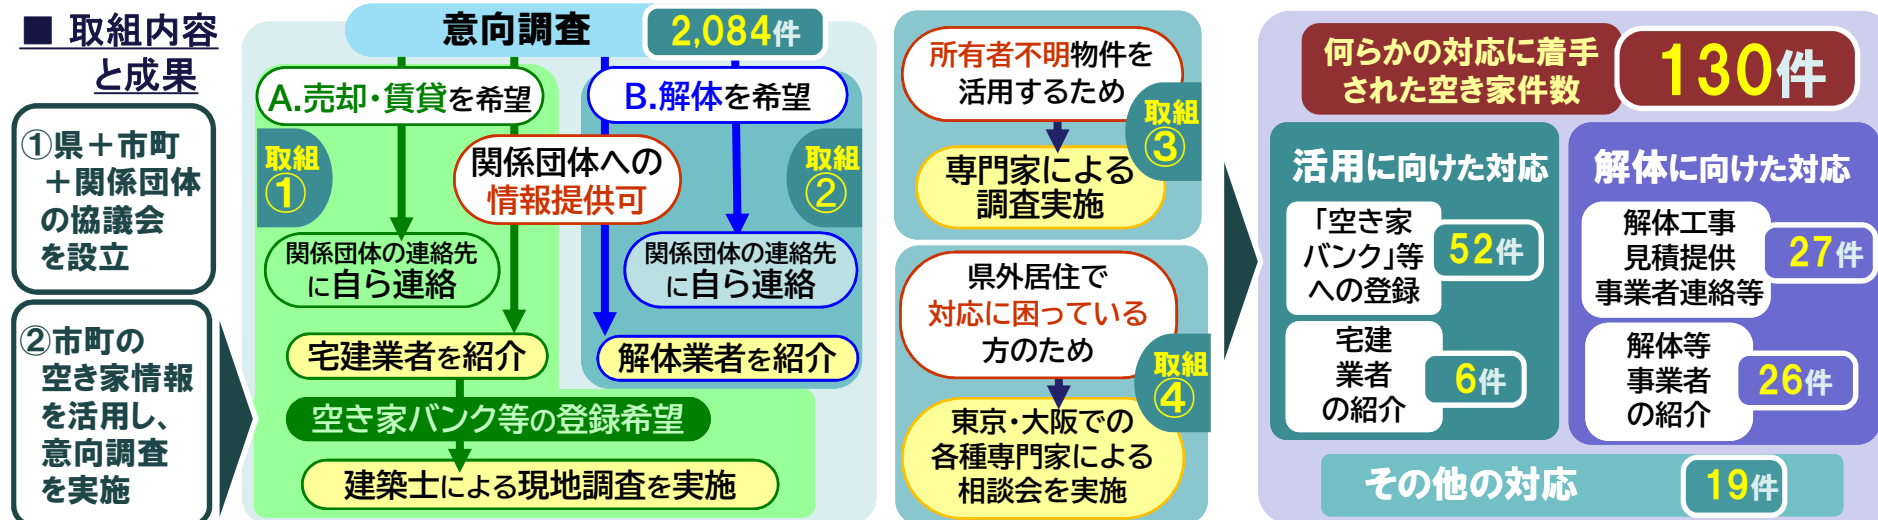 ■ 取組内容
と成果
①県＋市町
＋関係団体
の協議会
を設立
②市町の
空き家情報
を活用し、
意向調査
を実施
意向調査
2,084件
A.売却・賃貸を希望
B.解体を希望
取組
①
関係団体への
情報提供可
取組
②
関係団体の連絡先
に自ら連絡
関係団体の連絡先
に自ら連絡
宅建業者を紹介
解体業者を紹介
空き家バンク等の登録希望
建築士による現地調査を実施
所有者不明物件を
活用するため
取組
③
専門家による
調査実施
県外居住で
対応に困っている
方のため
取組
④
東京・大阪での
各種専門家による
相談会を実施
何らかの対応に着手
された空き家件数
130件
活用に向けた対応
「空き家
バンク」等
への登録
52件
宅建
業者
の紹介
6件
解体に向けた対応
解体工事
見積提供
事業者連絡等
27件
解体等
事業者
の紹介
26件
その他の対応
19件